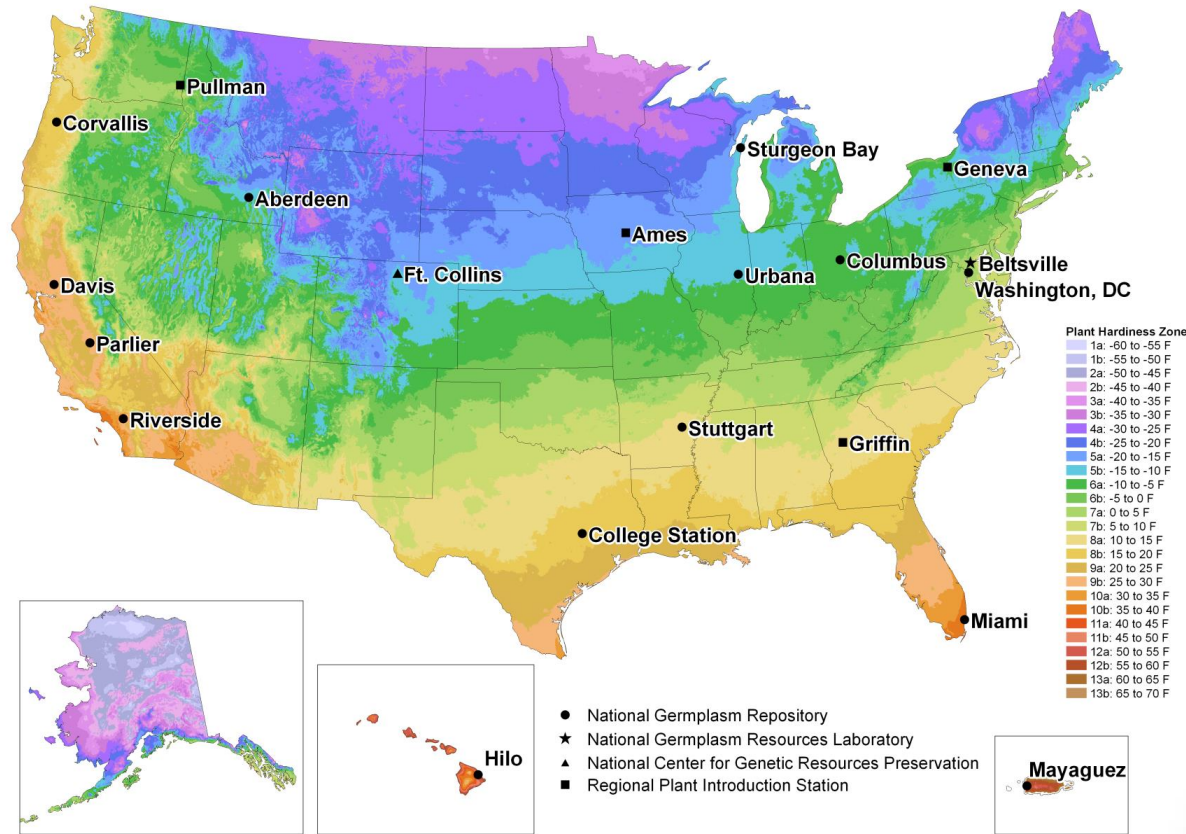 Pullman
Corvallis
Sturgeon Bay
Geneva
Aberdeen
Ames
Ft. Collins
Urbana
Columbus
Beltsville
Washington, DC
Davis
Parlier
Riverside
Stuttgart
Griffin
College Station
Miami
Plant Hardiness Zone
1a: -60 to -55 F
1b: -55 to -50 F
2a: -50 to -45 F
2b: -45 to -40 F
3a: -40 to -35 F
3b: -35 to -30 F
4a: -30 to -25 F
4b: -25 to -20 F
5a: -20 to -15 F
5b: -15 to -10 F
6a: -10 to -5 F
6b: -5 to 0 F
7a: 0 to 5 F
7b: 5 to 10 F
8a: 10 to 15 F
8b: 15 to 20 F
9a: 20 to 25 F
9b: 25 to 30 F
10a: 30 to 35 F
10b: 35 to 40 F
11a: 40 to 45 F
11b: 45 to 50 F
12a: 50 to 55 F
12b: 55 to 60 F
13a: 60 to 65 F
13b: 65 to 70 F
Hilo
National Germplasm Repository
National Germplasm Resources Laboratory
National Center for Genetic Resources Preservation
Regional Plant Introduction Station
Mayaguez